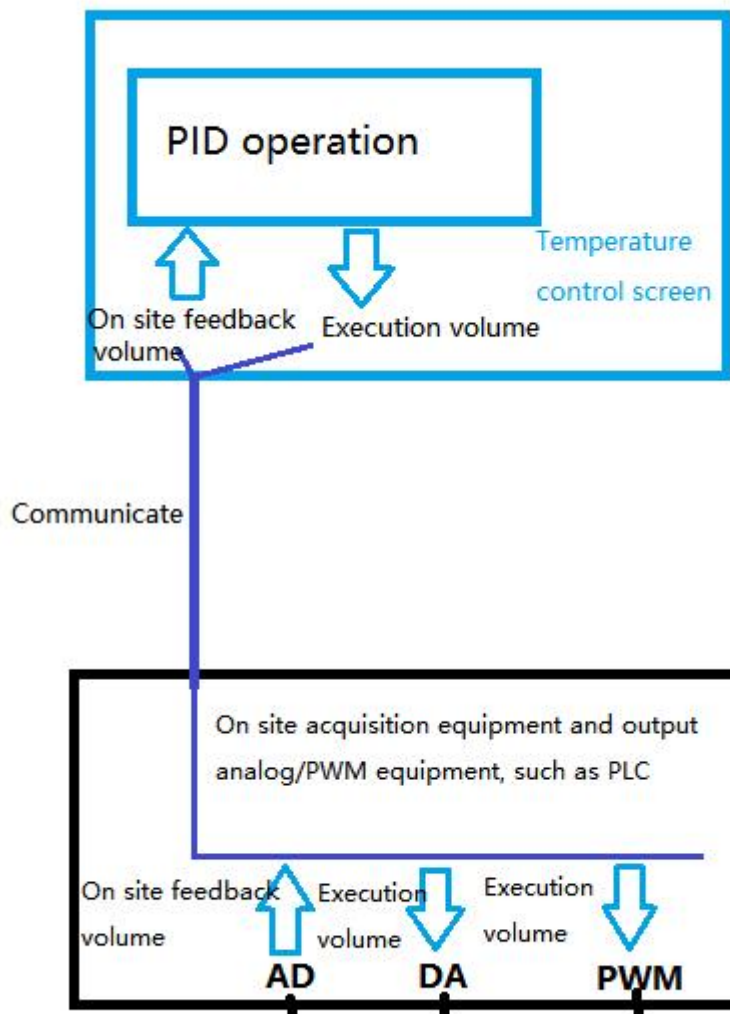 PID operation
Temperature
control screen
On site feedback
volume
Execution volume
Communicate
On site acquisition equipment and output
analog/PWM equipment, such as PLC
On site feedback
volume
Execution
volume
Execution
volume
AD
DA
PWM